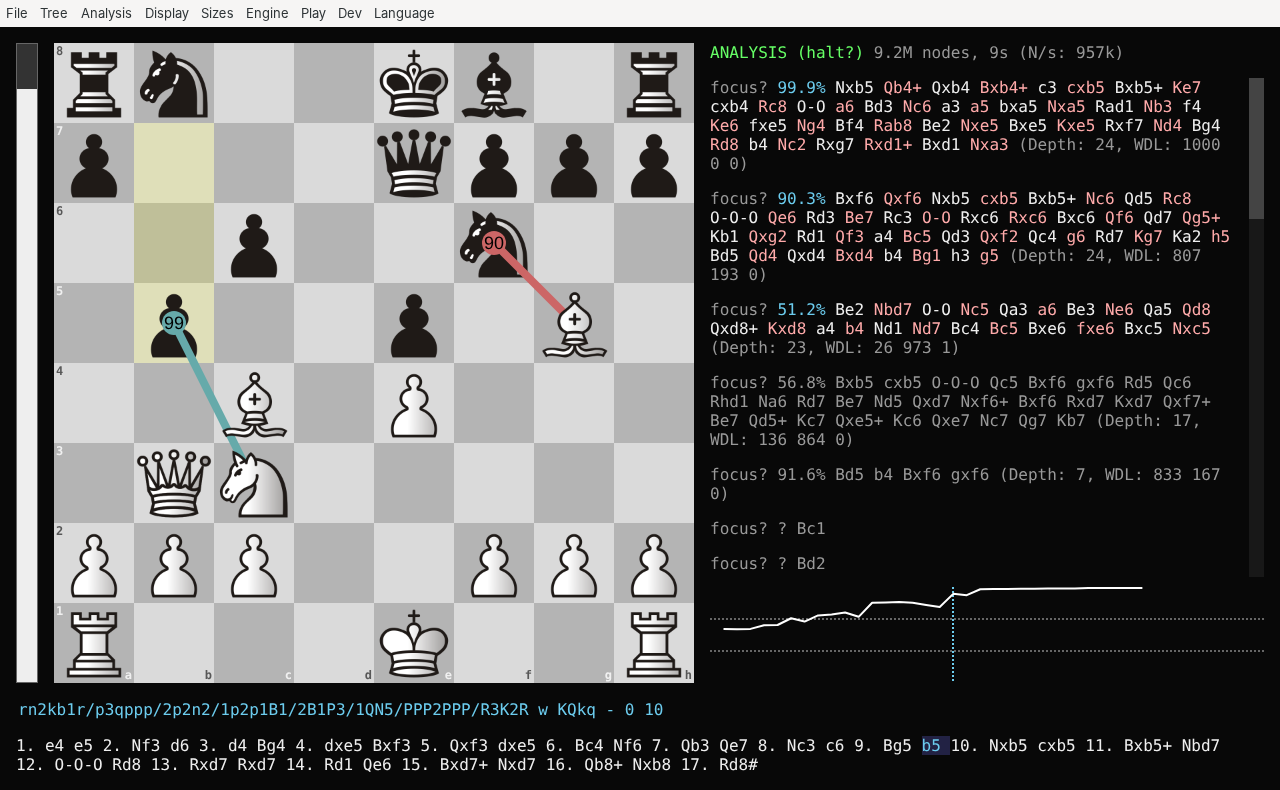 File Tree Analysis Display Sizes Engine Play Dev Language
8
7
6
5
4
3
2
1
a b c d e f g h
99
90
ANALYSIS (halt?) 9.2M nodes, 9s (N/s: 957k)
focus? 99.9% Nxb5 Qb4+ Qxb4 Bxb4+ c3 cxb5 Bxb5+ Ke7
cxb4 Rc8 O-O a6 Bd3 Nc6 a3 a5 bxa5 Nxa5 Rad1 Nb3 f4
Ke6 fxe5 Ng4 Bf4 Rab8 Be2 Nxe5 Bxe5 Kxe5 Rxf7 Nd4 Bg4
Rd8 b4 Nc2 Rxg7 Rxd1+ Bxd1 Nxa3 (Depth: 24, WDL: 1000
0 0)
focus? 90.3% Bxf6 Qxf6 Nxb5 cxb5 Bxb5+ Nc6 Qd5 Rc8
O-O-O Qe6 Rd3 Be7 Rc3 O-O Rxc6 Rxc6 Bxc6 Qf6 Qd7 Qg5+
Kb1 Qxg2 Rd1 Qf3 a4 Bc5 Qd3 Qxf2 Qc4 g6 Rd7 Kg7 Ka2 h5
Bd5 Qd4 Qxd4 Bxd4 b4 Bg1 h3 g5 (Depth: 24, WDL: 807
193 0)
focus? 51.2% Be2 Nbd7 O-O Nc5 Qa3 a6 Be3 Ne6 Qa5 Qd8
Qxd8+ Kxd8 a4 b4 Nd1 Nd7 Bc4 Bc5 Bxe6 fxe6 Bxc5 Nxc5
(Depth: 23, WDL: 26 973 1)
focus? 56.8% Bxb5 cxb5 O-O-O Qc5 Bxf6 gxf6 Rd5 Qc6
Rhd1 Na6 Rd7 Be7 Nd5 Qxd7 Nxf6+ Bxf6 Rxd7 Kxd7 Qxf7+
Be7 Qd5+ Kc7 Qxe5+ Kc6 Qxe7 Nc7 Qg7 Kb7 (Depth: 17,
WDL: 136 864 0)
focus? 91.6% Bd5 b4 Bxf6 gxf6 (Depth: 7, WDL: 833 167
0)
focus? ? Bc1
focus? ? Bd2
rn2kb1r/p3qppp/2p2n2/1p2p1B1/2B1P3/1QN5/PPP2PPP/R3K2R w KQkq - 0 10
1. e4 e5 2. Nf3 d6 3. d4 Bg4 4. dxe5 Bxf3 5. Qxf3 dxe5 6. Bc4 Nf6 7. Qb3 Qe7 8. Nc3 c6 9. Bg5 b5 10. Nxb5 cxb5 11. Bxb5+ Nbd7
12. O-O-O Rd8 13. Rxd7 Rxd7 14. Rd1 Qe6 15. Bxd7+ Nxd7 16. Qb8+ Nxb8 17. Rd8#